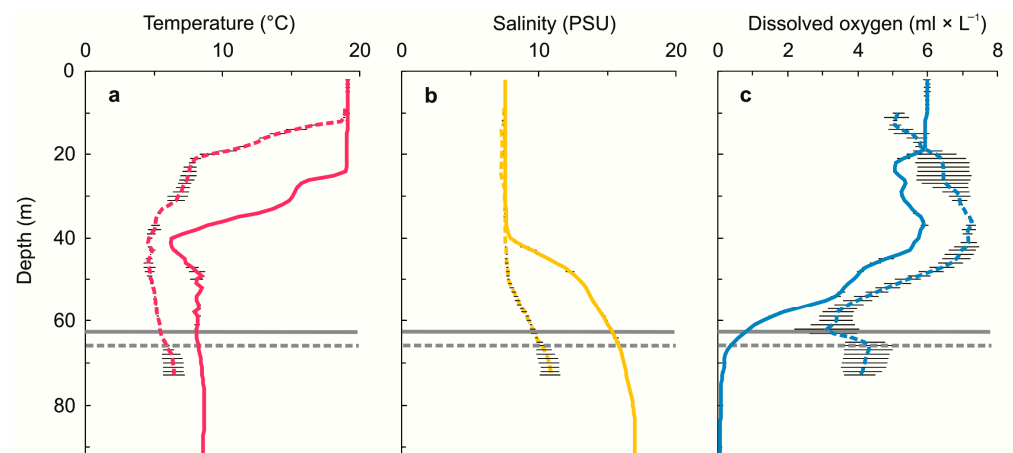 Temperature (°C) Salinity (PSU) Dissolved oxygen (ml × L⁻¹)
0 10 20 0 10 20 0 2 4 6 8
0
a b c
20
40
60
80
Depth (m)